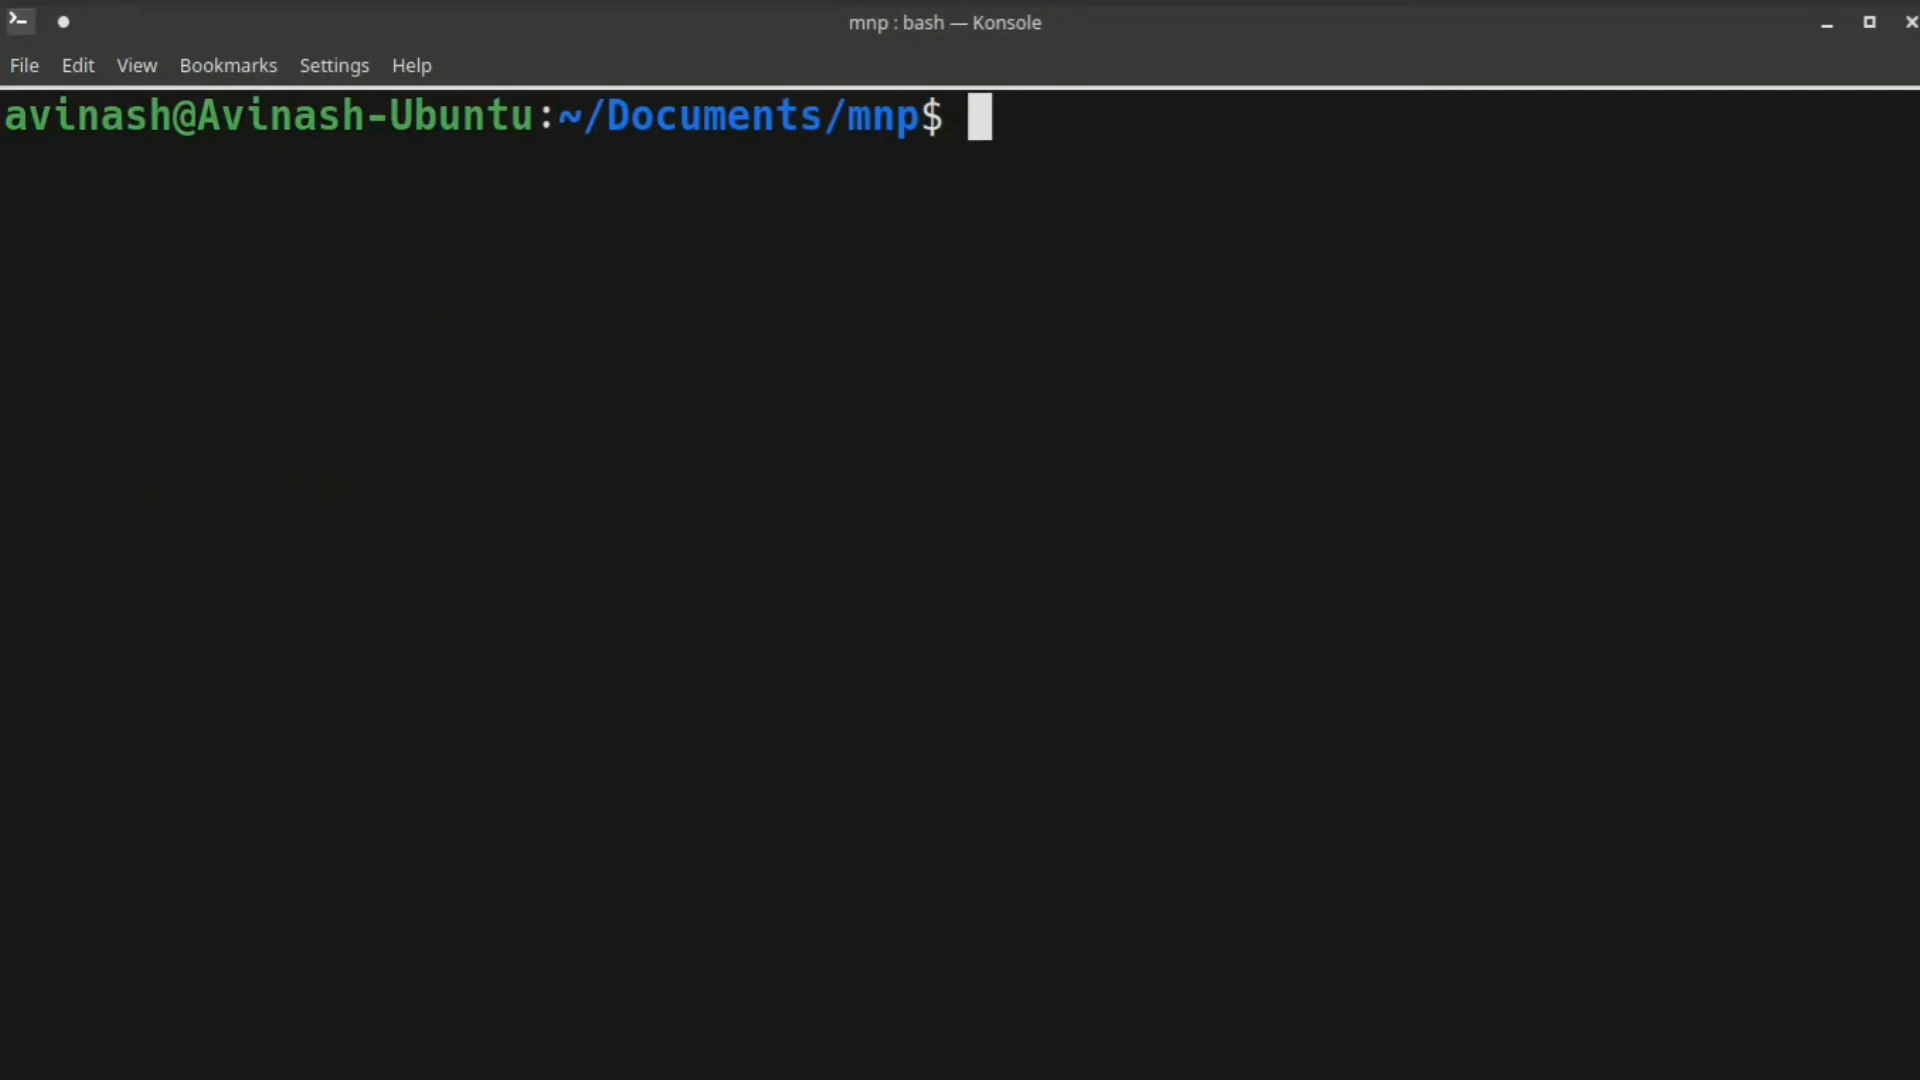 mnp : bash — Konsole
File Edit View Bookmarks Settings Help
avinash@Avinash-Ubuntu:~/Documents/mnp$